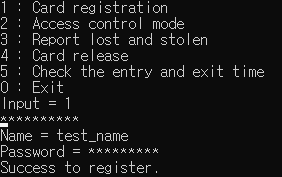 1 : Card registration
2 : Access control mode
3 : Report lost and stolen
4 : Card release
5 : Check the entry and exit time
0 : Exit
Input = 1
**********
Name = test_name
Password = *********
Success to register.